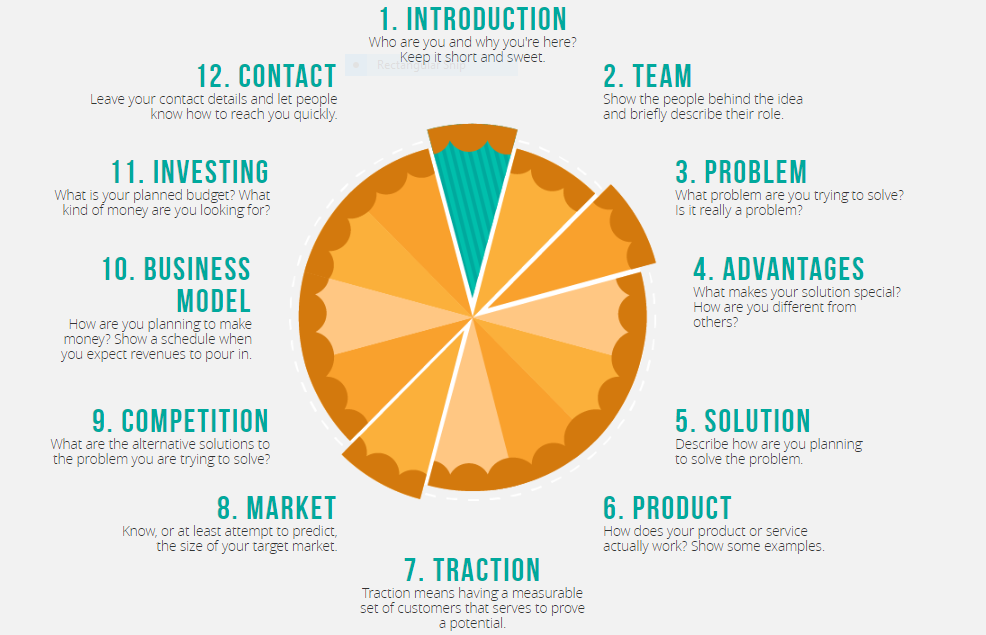 1. INTRODUCTION
Who are you and why you're here?
Keep it short and sweet.
Rectangular Snip
2. TEAM
Show the people behind the idea
and briefly describe their role.
3. PROBLEM
What problem are you trying to solve?
Is it really a problem?
4. ADVANTAGES
What makes your solution special?
How are you different from
others?
5. SOLUTION
Describe how are you planning
to solve the problem.
6. PRODUCT
How does your product or service
actually work? Show some examples.
7. TRACTION
Traction means having a measurable
set of customers that serves to prove
a potential.
8. MARKET
Know, or at least attempt to predict,
the size of your target market.
9. COMPETITION
What are the alternative solutions to
the problem you are trying to solve?
10. BUSINESS
MODEL
How are you planning to make
money? Show a schedule when
you expect revenues to pour in.
11. INVESTING
What is your planned budget? What
kind of money are you looking for?
12. CONTACT
Leave your contact details and let people
know how to reach you quickly.